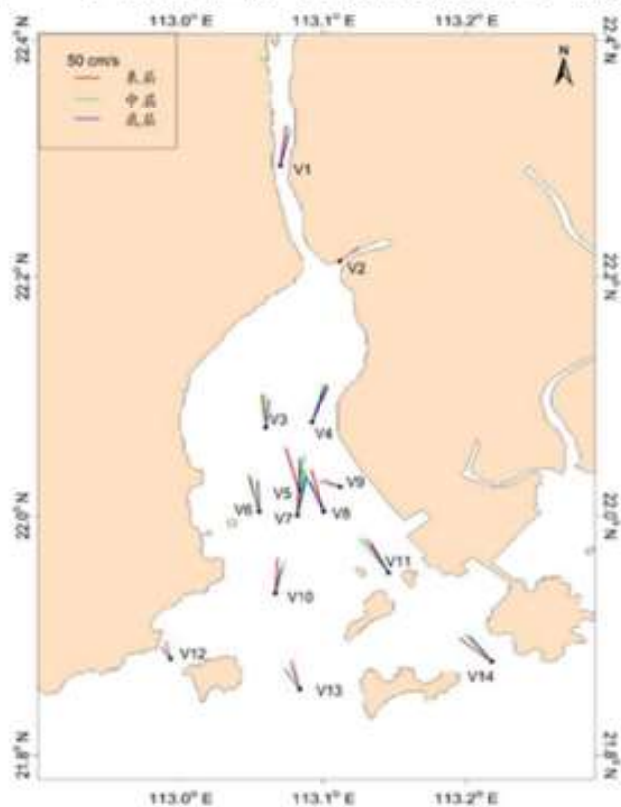 113.0° E 113.1° E 113.2° E
22.4° N
22.4° N
50 cm/s
表层
中层
底层
N
V1
V2
22.2° N
22.2° N
V3
V4
V9
V5
V6
V7
V8
22.0° N
22.0° N
V11
V10
V12
V13
V14
21.8° N
21.8° N
113.0° E 113.1° E 113.2° E